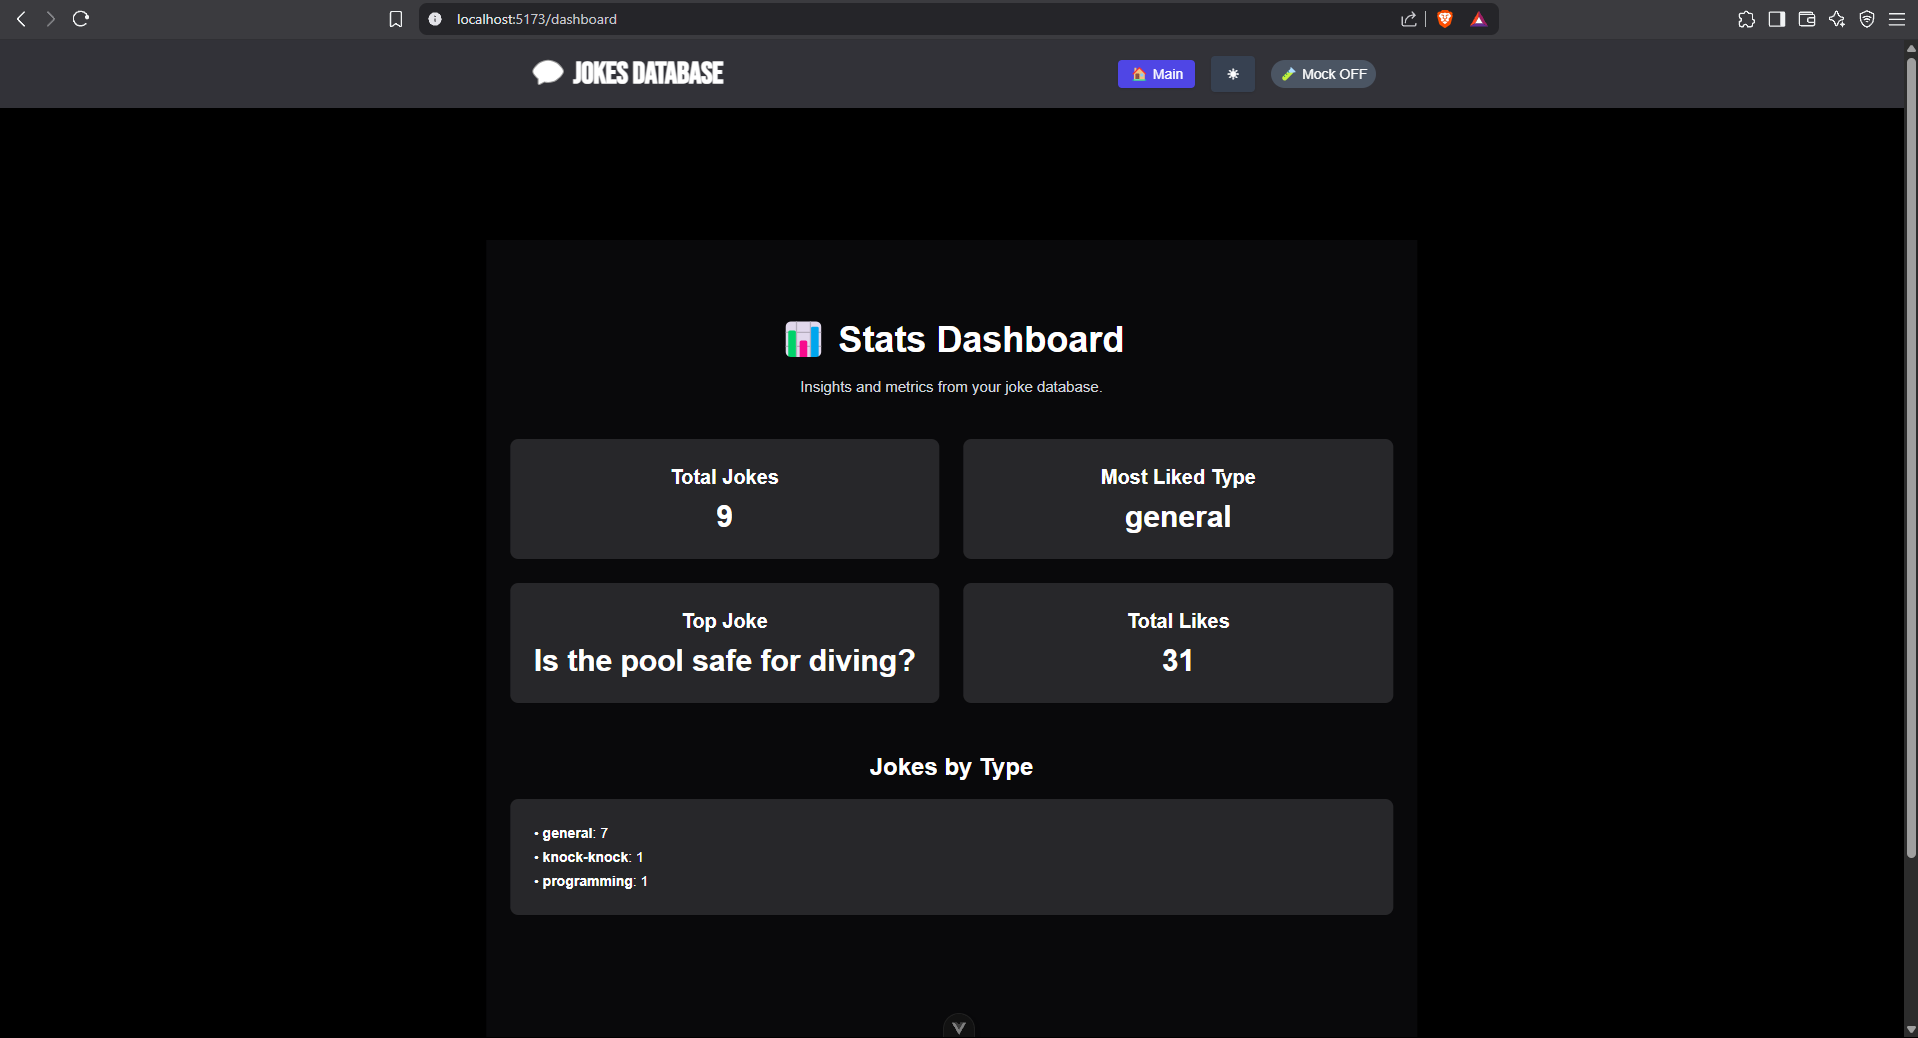 localhost:5173/dashboard
JOKES DATABASE
Main
Mock OFF
Stats Dashboard
Insights and metrics from your joke database.
Total Jokes
9
Most Liked Type
general
Top Joke
Is the pool safe for diving?
Total Likes
31
Jokes by Type
• general: 7
• knock-knock: 1
• programming: 1